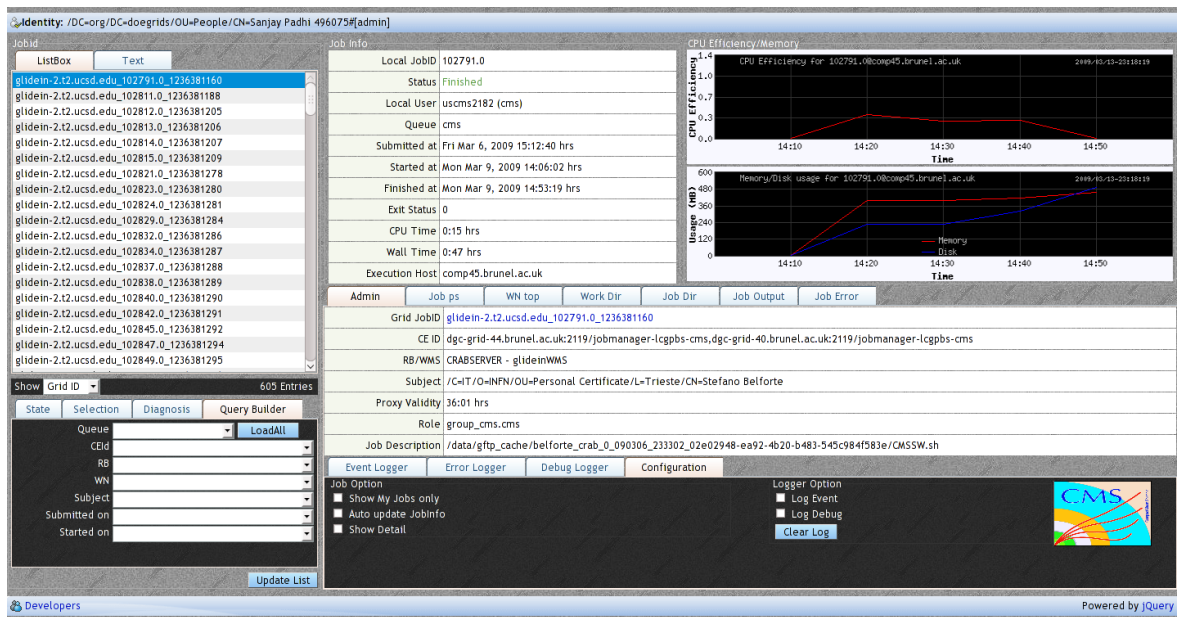 Identity: /DC=org/DC=doegrids/OU=People/CN=Sanjay Padhi 496075#[admin]
Jobid
ListBox Text
glidein-2.t2.ucsd.edu_102791.0_1236381160
glidein-2.t2.ucsd.edu_102811.0_1236381188
glidein-2.t2.ucsd.edu_102812.0_1236381205
glidein-2.t2.ucsd.edu_102813.0_1236381206
glidein-2.t2.ucsd.edu_102814.0_1236381207
glidein-2.t2.ucsd.edu_102815.0_1236381209
glidein-2.t2.ucsd.edu_102821.0_1236381278
glidein-2.t2.ucsd.edu_102823.0_1236381280
glidein-2.t2.ucsd.edu_102824.0_1236381281
glidein-2.t2.ucsd.edu_102829.0_1236381284
glidein-2.t2.ucsd.edu_102832.0_1236381286
glidein-2.t2.ucsd.edu_102834.0_1236381287
glidein-2.t2.ucsd.edu_102837.0_1236381288
glidein-2.t2.ucsd.edu_102838.0_1236381289
glidein-2.t2.ucsd.edu_102840.0_1236381290
glidein-2.t2.ucsd.edu_102842.0_1236381291
glidein-2.t2.ucsd.edu_102845.0_1236381292
glidein-2.t2.ucsd.edu_102847.0_1236381294
glidein-2.t2.ucsd.edu_102849.0_1236381295
Show Grid ID 605 Entries
State Selection Diagnosis Query Builder
Queue LoadAll
CEId
RB
WN
Subject
Submitted on
Started on
Update List
Job Info
Local JobID 102791.0
Status Finished
Local User uscms2182 (cms)
Queue cms
Submitted at Fri Mar 6, 2009 15:12:40 hrs
Started at Mon Mar 9, 2009 14:06:02 hrs
Finished at Mon Mar 9, 2009 14:53:19 hrs
Exit Status 0
CPU Time 0:15 hrs
Wall Time 0:47 hrs
Execution Host comp45.brunel.ac.uk
CPU Efficiency/Memory
CPU Efficiency for 102791.0@comp45.brunel.ac.uk 2009/03/13-23:18:19
CPU Efficiency
1.4
1.0
0.7
0.3
0.0
14:10 14:20 14:30 14:40 14:50
Time
Memory/Disk usage for 102791.0@comp45.brunel.ac.uk 2009/03/13-23:18:19
Usage (MB)
600
480
360
240
120
0
Memory
Disk
14:10 14:20 14:30 14:40 14:50
Time
Admin Job ps WN top Work Dir Job Dir Job Output Job Error
Grid JobID glidein-2.t2.ucsd.edu_102791.0_1236381160
CE ID dgc-grid-44.brunel.ac.uk:2119/jobmanager-lcgpbs-cms,dgc-grid-40.brunel.ac.uk:2119/jobmanager-lcgpbs-cms
RB/WMS CRABSERVER - glideinWMS
Subject /C=IT/O=INFN/OU=Personal Certificate/L=Trieste/CN=Stefano Belforte
Proxy Validity 36:01 hrs
Role group_cms.cms
Job Description /data/gftp_cache/belforte_crab_0_090306_233302_02e02948-ea92-4b20-b483-545c984f583e/CMSSW.sh
Event Logger Error Logger Debug Logger Configuration
Job Option
Show My Jobs only
Auto update JobInfo
Show Detail
Logger Option
Log Event
Log Debug
Clear Log
CMS
Developers
Powered by jQuery